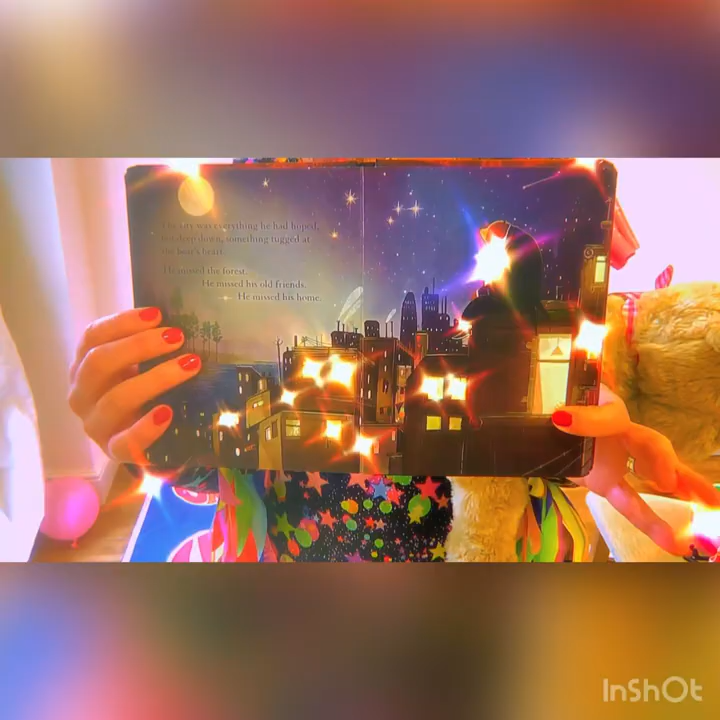 The city was everything he had hoped,
but deep down, something tugged at
the bear's heart.
He missed the forest.
He missed his old friends.
He missed his home.
InShOt